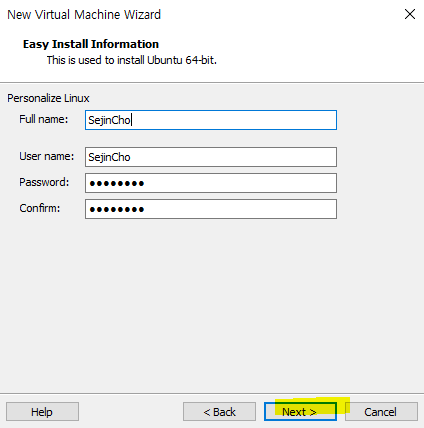 New Virtual Machine Wizard
Easy Install Information
This is used to install Ubuntu 64-bit.
Personalize Linux
Full name: SejinCho
User name: SejinCho
Password: ●●●●●●●●
Confirm: ●●●●●●●●
Help < Back Next > Cancel